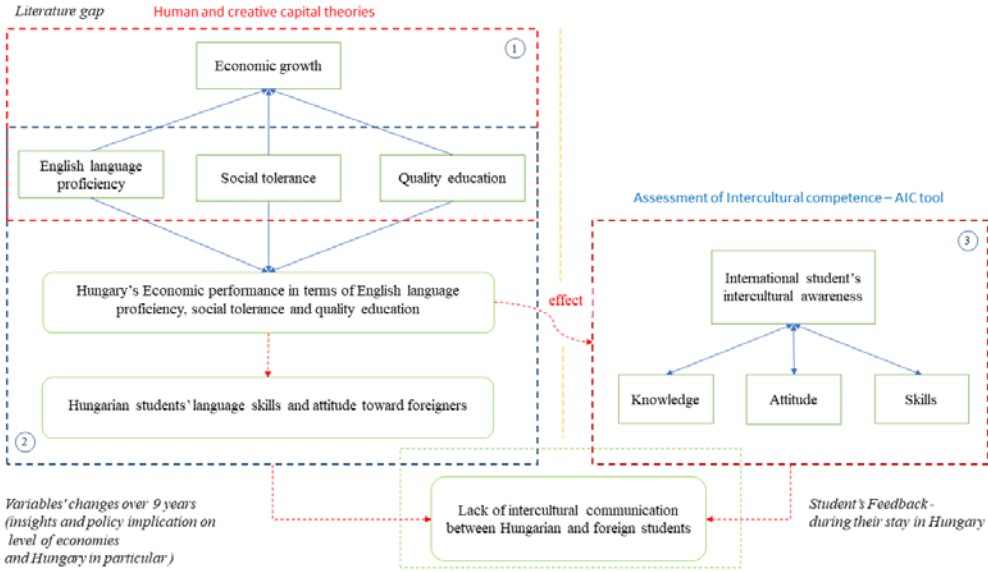 Literature gap
Human and creative capital theories
1
Economic growth
English language
proficiency
Social tolerance
Quality education
Assessment of Intercultural competence – AIC tool
3
Hungary's Economic performance in terms of English language
proficiency, social tolerance and quality education
effect
International student's
intercultural awareness
Hungarian students' language skills and attitude toward foreigners
Knowledge
Attitude
Skills
2
Variables' changes over 9 years
(insights and policy implication on
level of economies
and Hungary in particular)
Lack of intercultural communication
between Hungarian and foreign students
Student's Feedback -
during their stay in Hungary